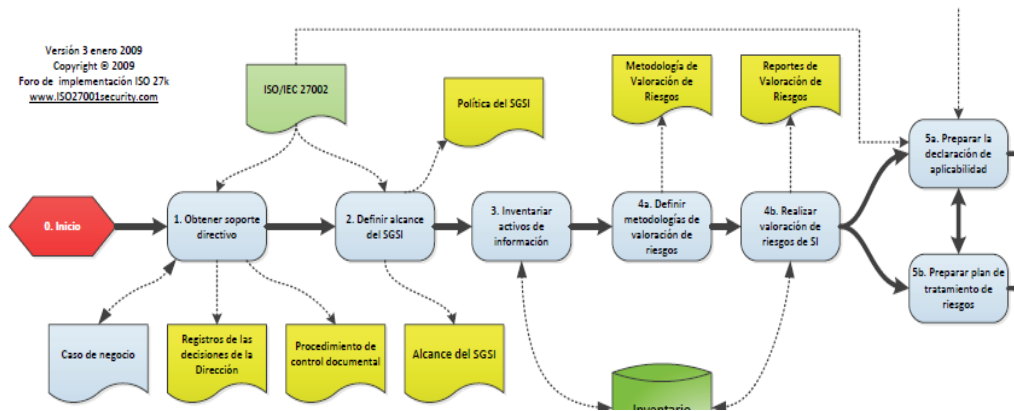 Versión 3 enero 2009
Copyright © 2009
Foro de implementación ISO 27k
www.ISO27001security.com
ISO/IEC 27002
Política del SGSI
Metodología de
Valoración de
Riesgos
Reportes de
Valoración de
Riesgos
5a. Preparar la
declaración de
aplicabilidad
0. Inicio
1. Obtener soporte
directivo
2. Definir alcance
del SGSI
3. Inventariar
activos de
información
4a. Definir
metodologías de
valoración de riesgos
4b. Realizar
valoración de
riesgos de SI
5b. Preparar plan de
tratamiento de
riesgos
Caso de negocio
Registros de las
decisiones de la
Dirección
Procedimiento de
control documental
Alcance del SGSI
Inventario